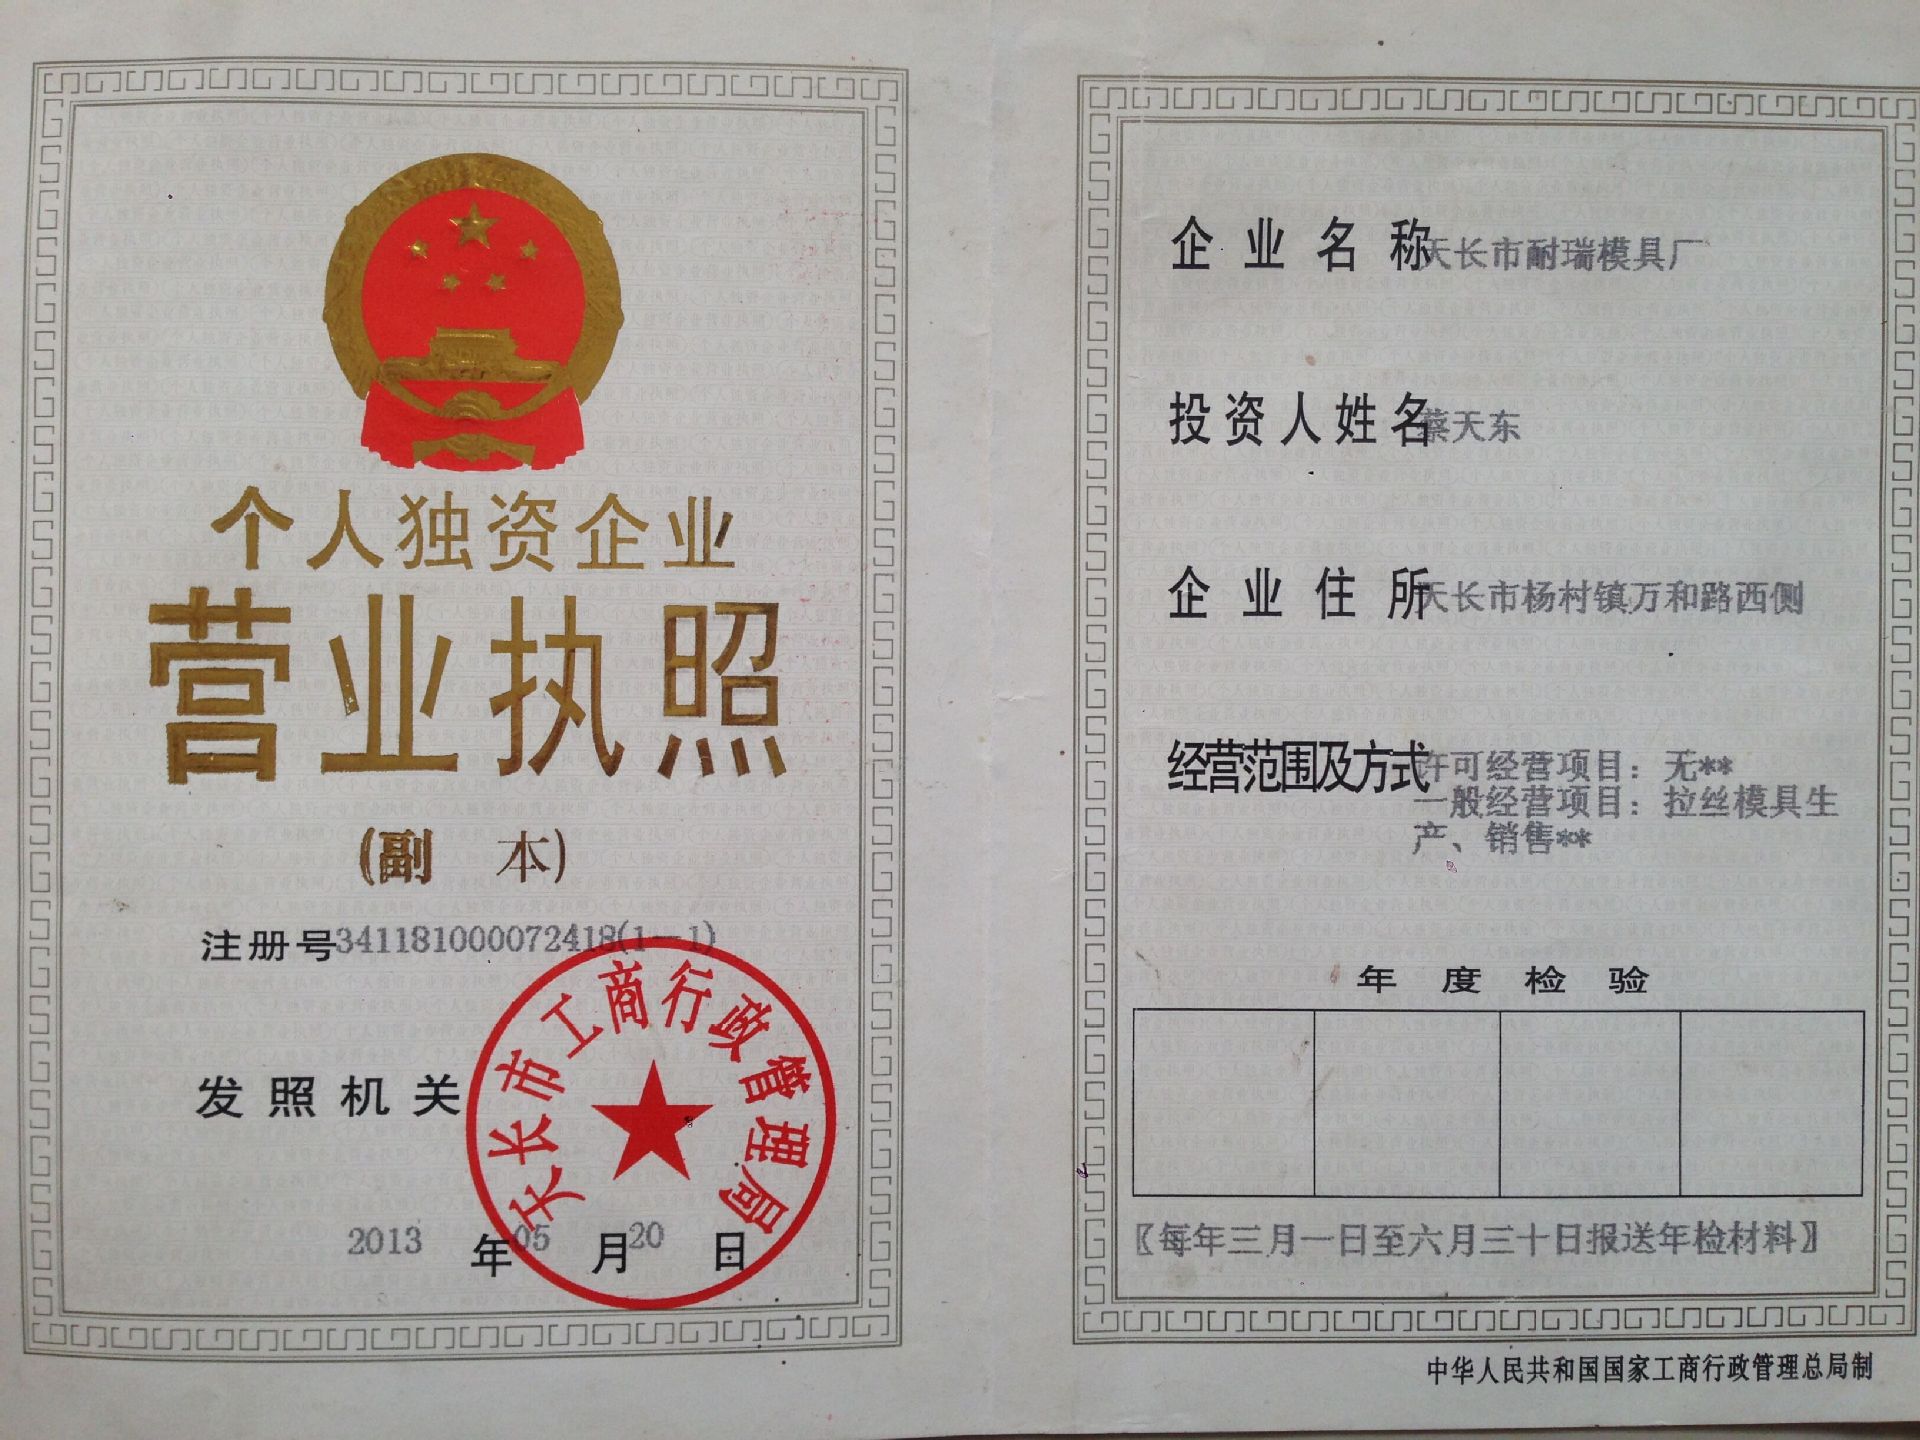 个人独资企业
营业执照
(副 本)
注册号341181000072418(1-1)
发照机关
天长市工商行政管理局
2013 年05 月20 日
企业名称天长市耐瑞模具厂
投资人姓名蔡天东
企业住所天长市杨村镇万和路西侧
经营范围及方式许可经营项目：无**
一般经营项目：拉丝模具生
产、销售**
年度检验
〖每年三月一日至六月三十日报送年检材料〗
中华人民共和国国家工商行政管理总局制